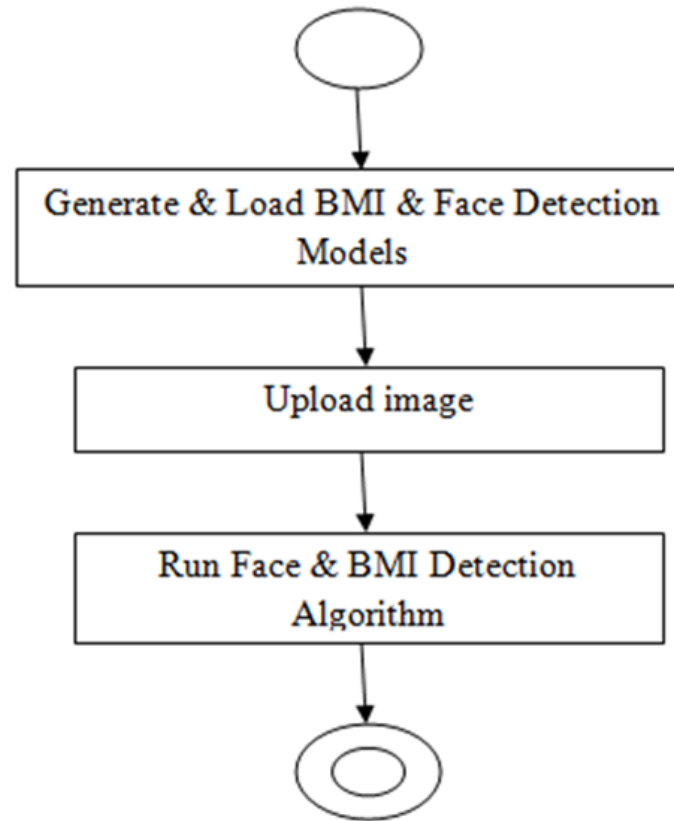 Generate & Load BMI & Face Detection
Models
Upload image
Run Face & BMI Detection
Algorithm